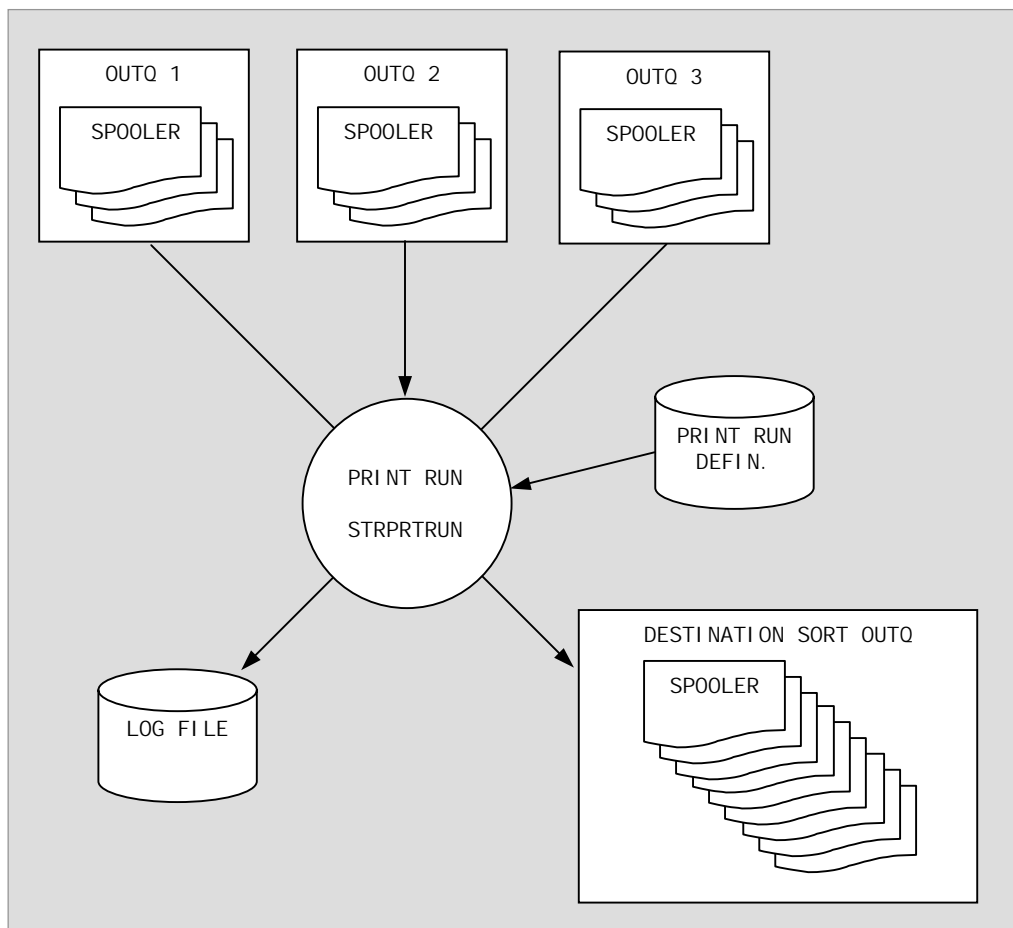 OUTQ 1
OUTQ 2
OUTQ 3
SPOOLER
SPOOLER
SPOOLER
PRINT RUN
DEFIN.
PRINT RUN
STRPRTRUN
DESTINATION SORT OUTQ
SPOOLER
LOG FILE